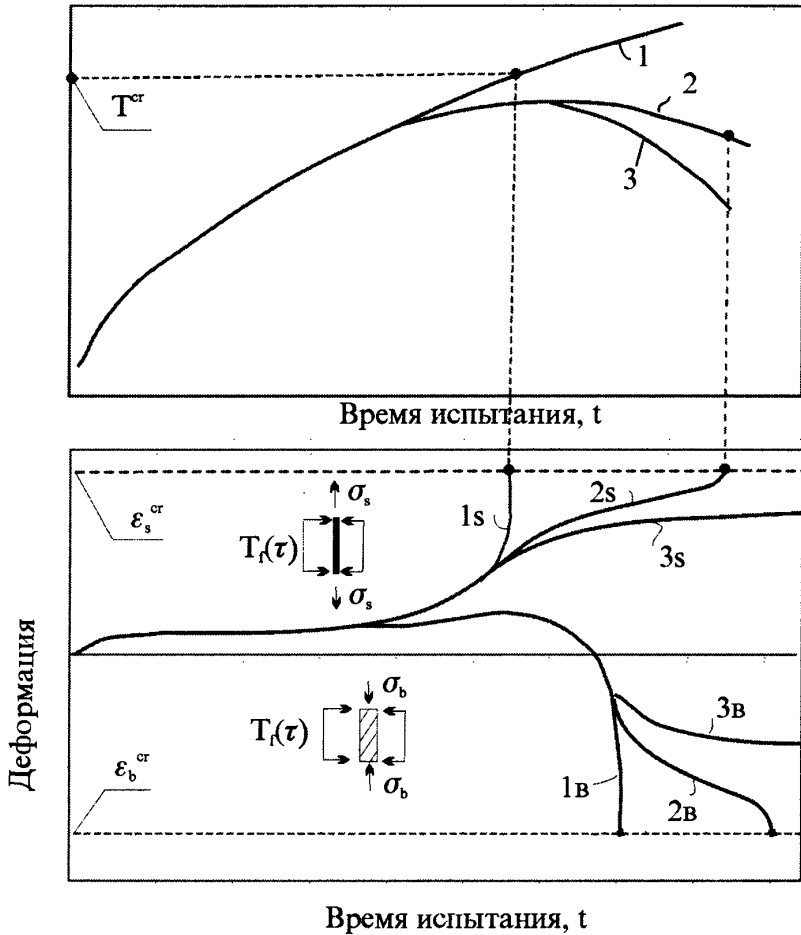 1
T^cr
2
3
Время испытания, t
ε_s^cr
σ_s
1s
2s
T_f(τ)
3s
σ_s
Деформация
σ_b
T_f(τ)
3в
ε_b^cr
1в
2в
σ_b
Время испытания, t